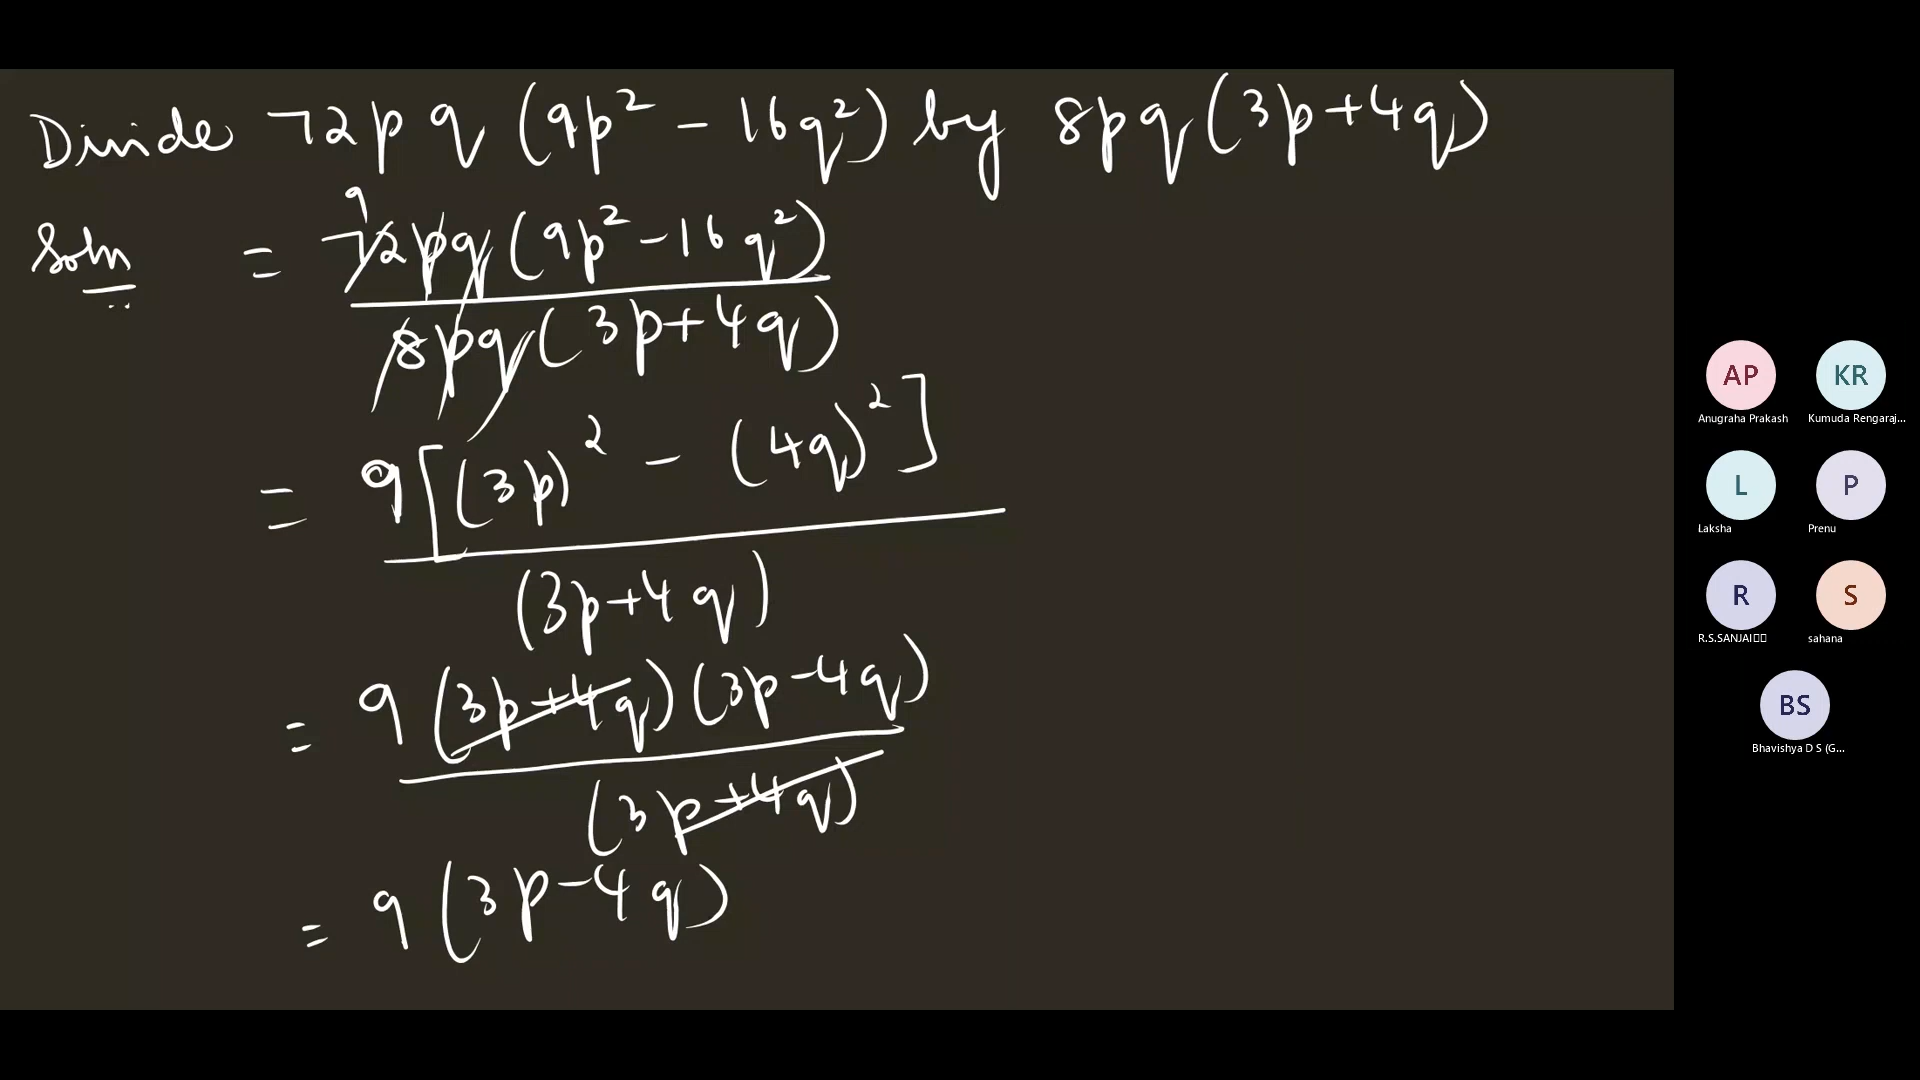 Divide 72pq (9p² - 16q²) by 8pq(3p+4q)
Soln = 9
72pq(9p²-16q²)
8pq(3p+4q)
= 9[(3p)² - (4q)²]
(3p+4q)
= 9(3p+4q)(3p-4q)
(3p+4q)
= 9(3p-4q)
AP
KR
Anugraha Prakash
Kumuda Rengaraj...
L
P
Laksha
Prenu
R
S
R.S.SANJAI
sahana
BS
Bhavishya D S (G...